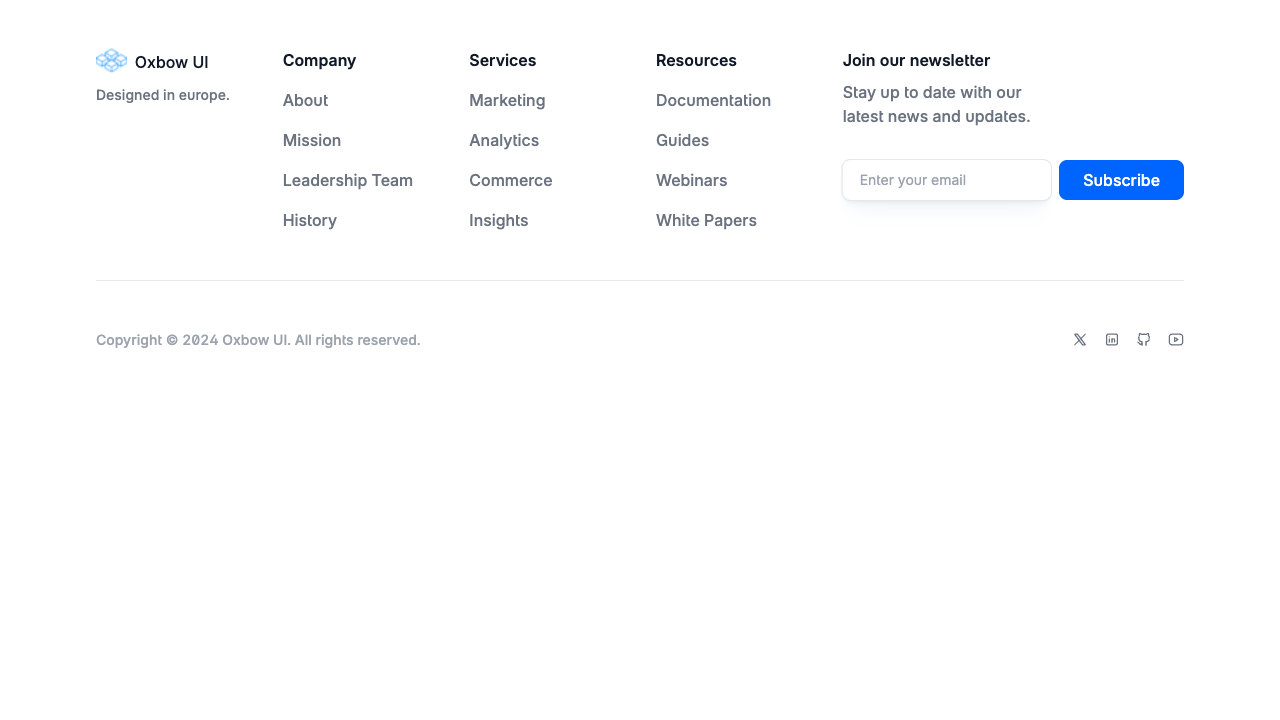 Oxbow UI
Designed in europe.
Company
About
Mission
Leadership Team
History
Services
Marketing
Analytics
Commerce
Insights
Resources
Documentation
Guides
Webinars
White Papers
Join our newsletter
Stay up to date with our
latest news and updates.
Enter your email
Subscribe
Copyright © 2024 Oxbow UI. All rights reserved.